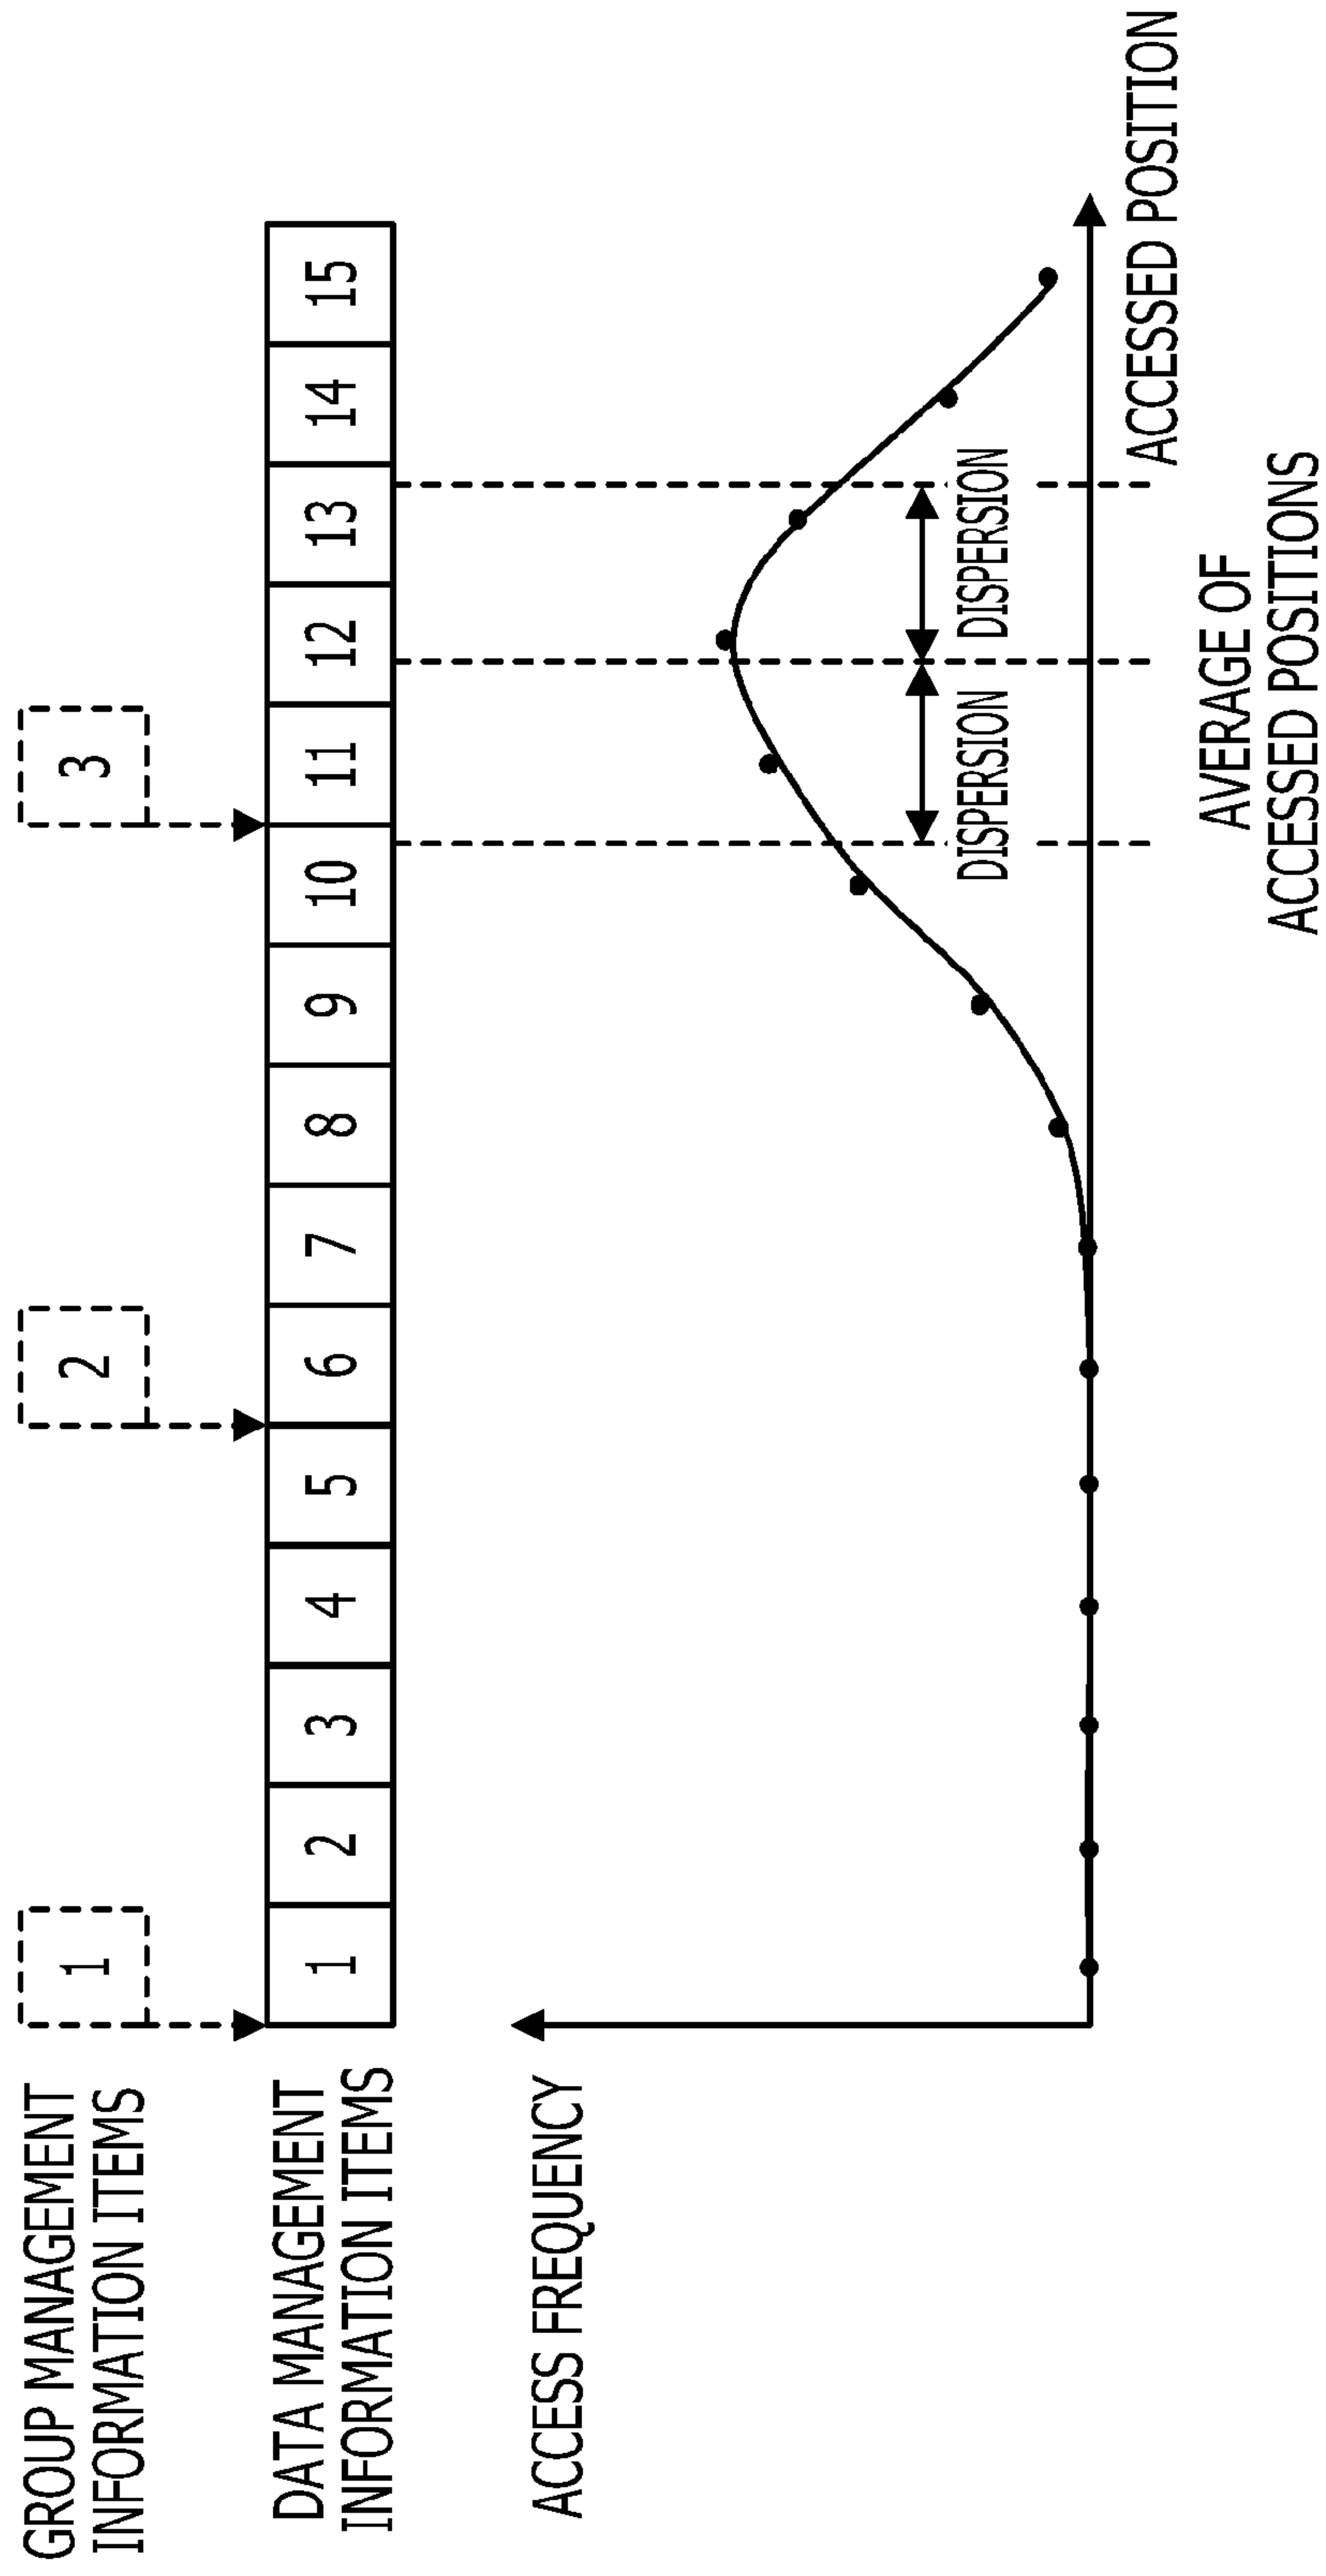 GROUP MANAGEMENT
INFORMATION ITEMS
1
2
3
DATA MANAGEMENT
INFORMATION ITEMS
1 2 3 4 5 6 7 8 9 10 11 12 13 14 15
ACCESS FREQUENCY
DISPERSION DISPERSION
ACCESSED POSITION
AVERAGE OF
ACCESSED POSITIONS